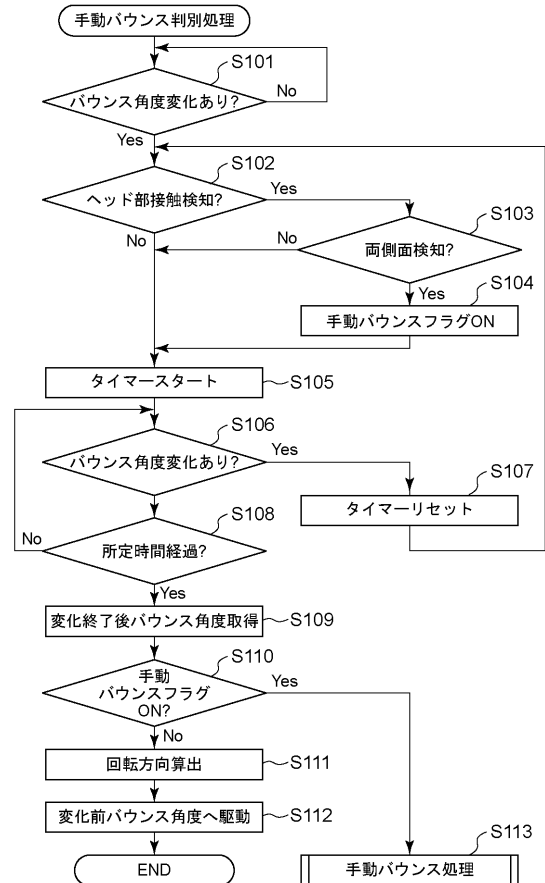 手動バウンス判別処理
S101
バウンス角度変化あり?
No
Yes
S102
ヘッド部接触検知?
Yes
No
S103
両側面検知?
No
Yes
S104
手動バウンスフラグON
タイマースタート
S105
S106
バウンス角度変化あり?
Yes
S107
タイマーリセット
S108
所定時間経過?
No
Yes
変化終了後バウンス角度取得
S109
S110
手動
バウンスフラグ
ON?
Yes
No
回転方向算出
S111
変化前バウンス角度へ駆動
S112
END
S113
手動バウンス処理